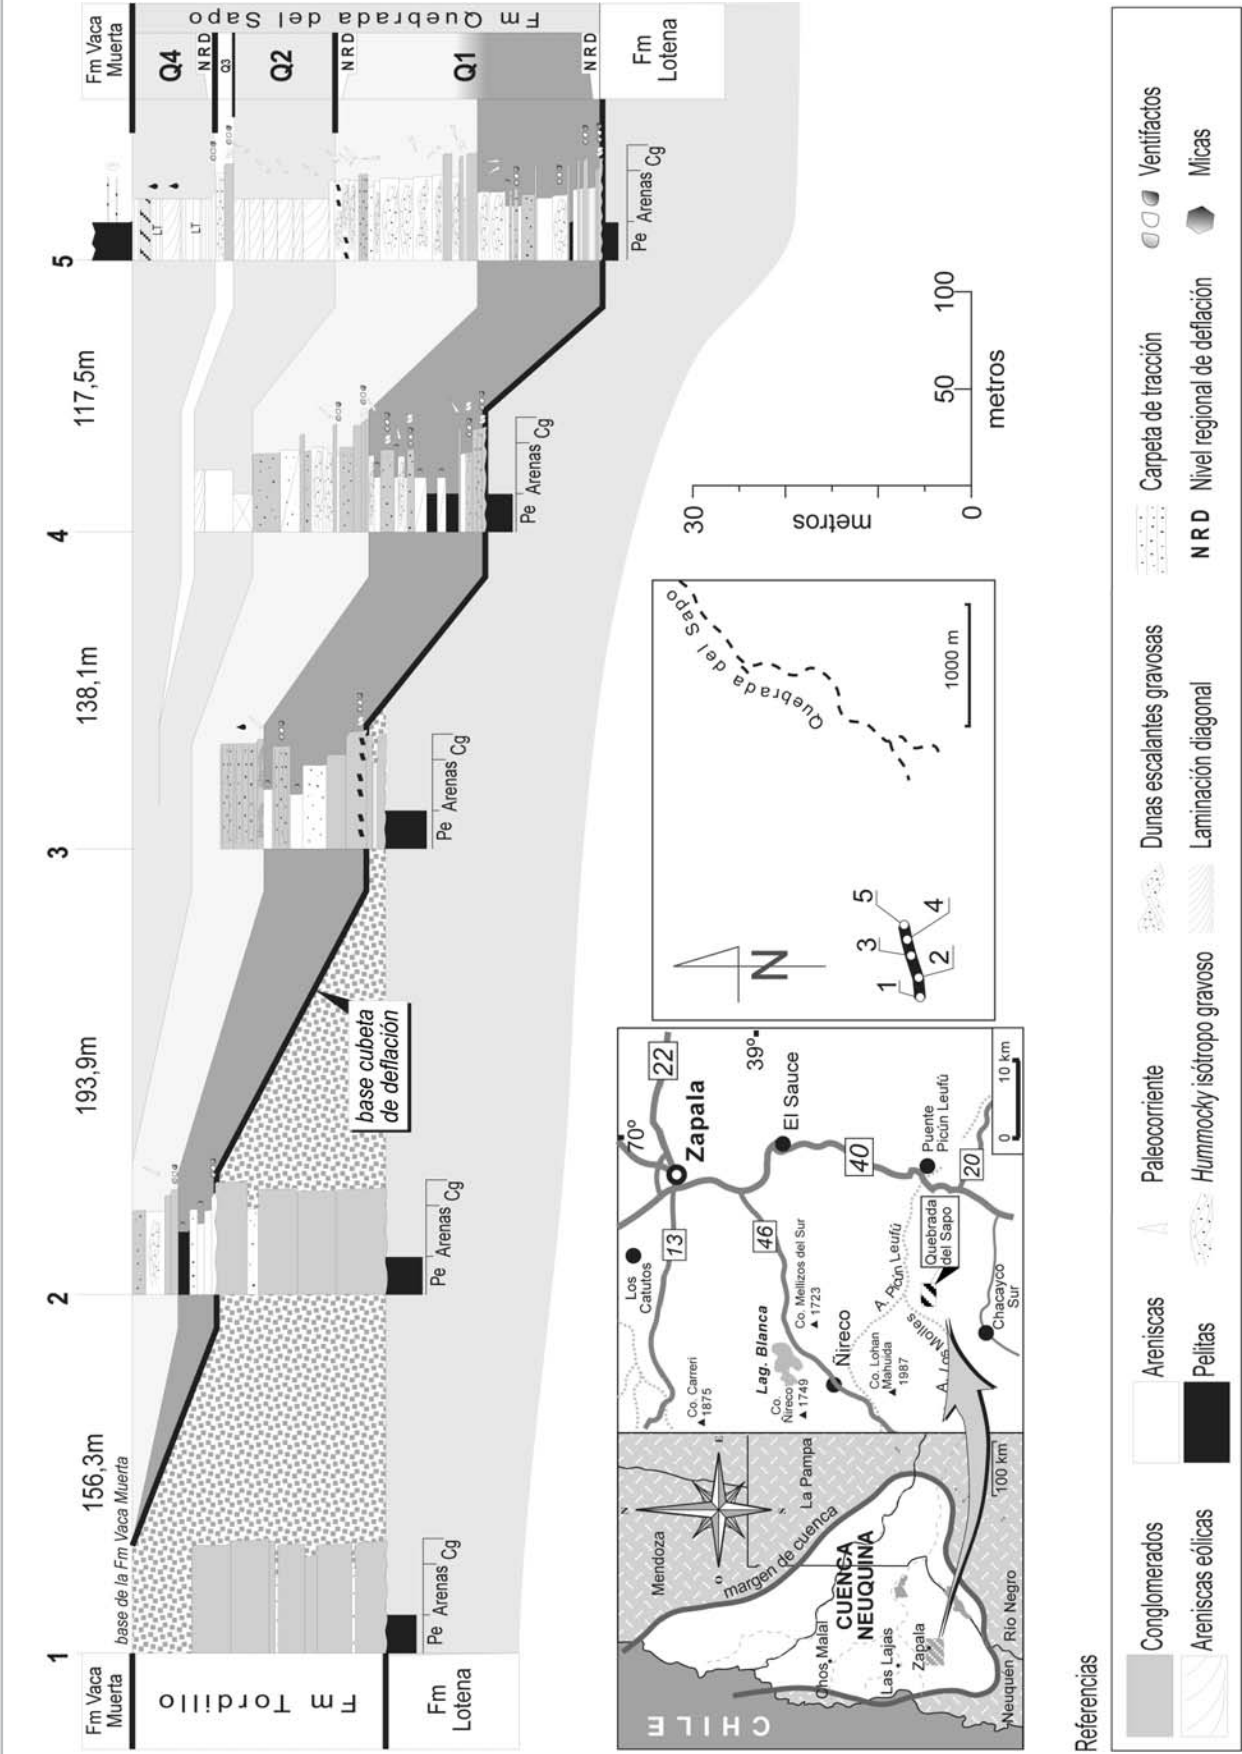 1
156,3m
2
193,9m
3
138,1m
4
117,5m
5
Fm Vaca
Muerta
Fm Tordillo
Fm
Lotena
base de la Fm Vaca Muerta
base cubeta
de deflación
Pe Arenas Cg
Pe Arenas Cg
Pe Arenas Cg
Pe Arenas Cg
Pe Arenas Cg
LT
LT
Fm Vaca
Muerta
Q4
NRD
Q3
Q2
NRD
Q1
NRD
Fm
Lotena
Fm Quebrada del Sapo
CHILE
Mendoza
La Pampa
margen de cuenca
CUENCA
NEUQUINA
Chos Malal
Las Lajas
Zapala
Neuquén
Río Negro
100 km
N
E
S
O
70º
39º
22
Zapala
Los
Catutos
13
El Sauce
46
Co. Carreri
▲1875
Co. Mellizos del Sur
▲1723
Lag. Blanca
Co.
Ñireco
▲1749
Ñireco
Co. Lohan
Mahuida
▲1987
A. Picún Leufú
A. Los Molles
40
Puente
Picún Leufú
Quebrada
del Sapo
20
Chacayco
Sur
0 10 km
N
1
2
3
4
5
Quebrada del Sapo
1000 m
30
metros
0
50
100
metros
Referencias
Conglomerados
Areniscas
Paleocorriente
Dunas escalantes gravosas
Carpeta de tracción
Ventifactos
Areniscas eólicas
Pelitas
Hummocky isótropo gravoso
Laminación diagonal
NRD Nivel regional de deflación
Micas